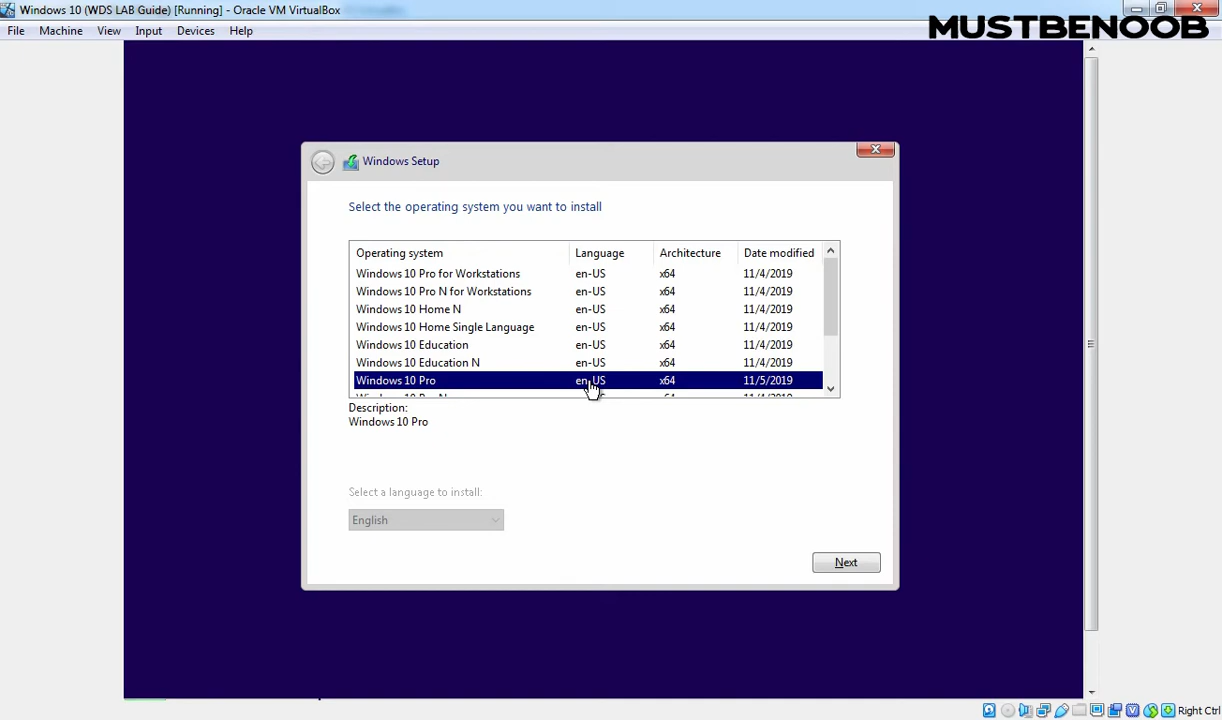 Windows 10 (WDS LAB Guide) [Running] - Oracle VM VirtualBox
File Machine View Input Devices Help
MUSTBENOOB
Windows Setup
Select the operating system you want to install
Operating system Language Architecture Date modified
Windows 10 Pro for Workstations en-US x64 11/4/2019
Windows 10 Pro N for Workstations en-US x64 11/4/2019
Windows 10 Home N en-US x64 11/4/2019
Windows 10 Home Single Language en-US x64 11/4/2019
Windows 10 Education en-US x64 11/4/2019
Windows 10 Education N en-US x64 11/4/2019
Windows 10 Pro en-US x64 11/5/2019
Description:
Windows 10 Pro
Select a language to install:
English
Next
Right Ctrl